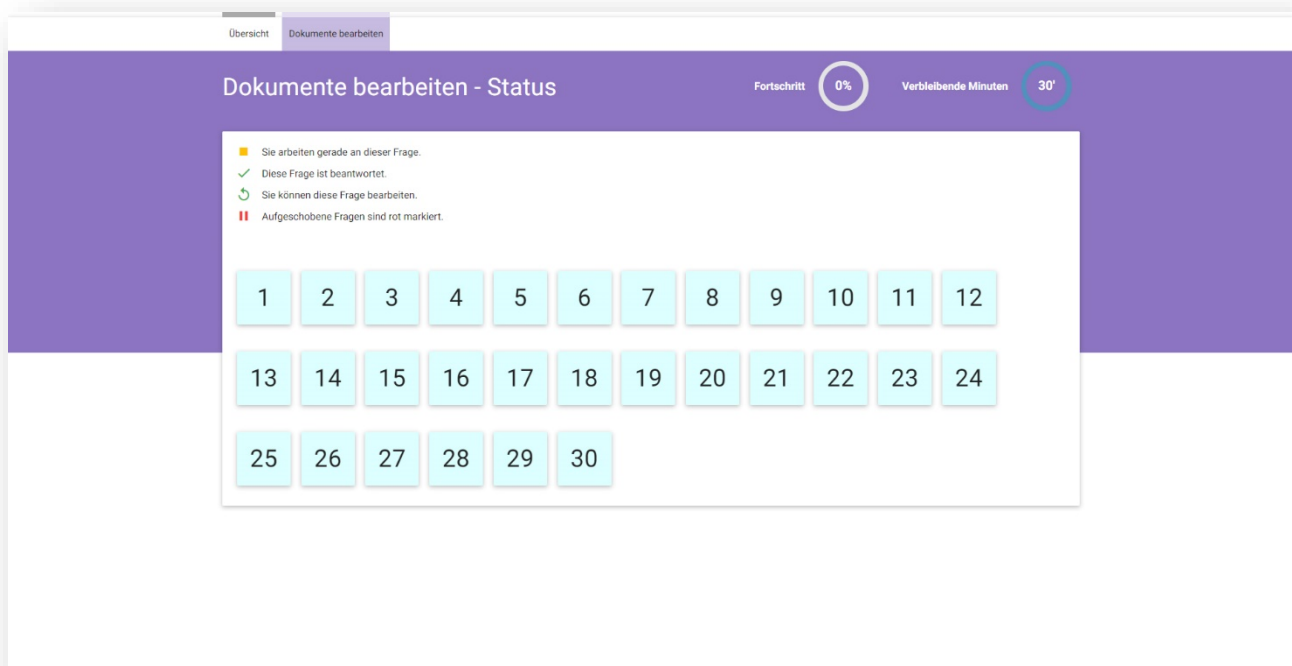 Übersicht Dokumente bearbeiten
Dokumente bearbeiten - Status Fortschritt 0% Verbleibende Minuten 30'
Sie arbeiten gerade an dieser Frage.
Diese Frage ist beantwortet.
Sie können diese Frage bearbeiten.
Aufgeschobene Fragen sind rot markiert.
1 2 3 4 5 6 7 8 9 10 11 12
13 14 15 16 17 18 19 20 21 22 23 24
25 26 27 28 29 30